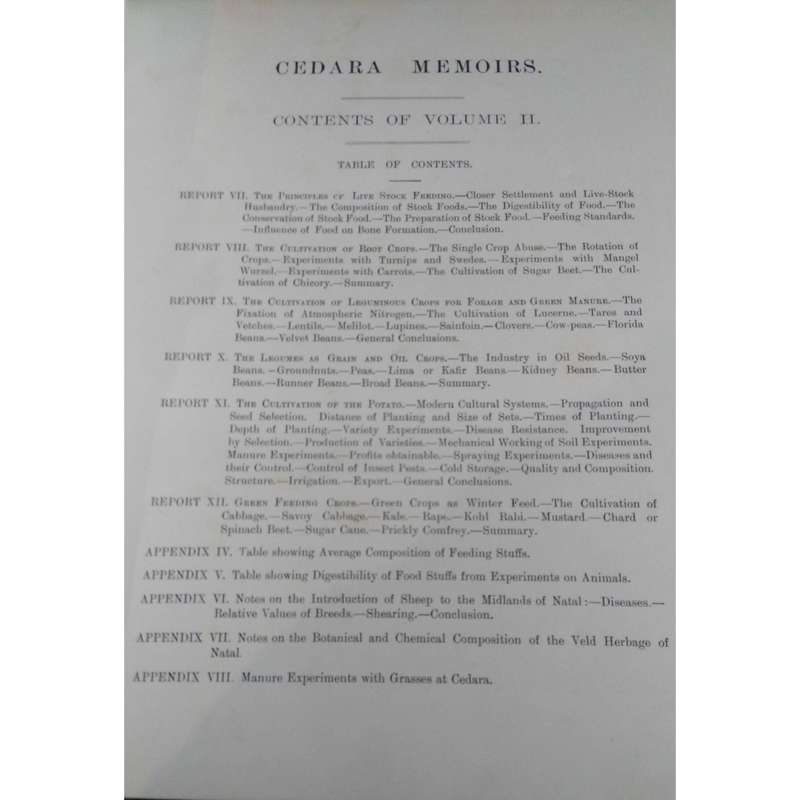 CEDARA MEMOIRS.
CONTENTS OF VOLUME II.
TABLE OF CONTENTS.
REPORT VII. THE PRINCIPLES OF LIVE STOCK FEEDING.—Closer Settlement and Live-Stock
Husbandry.—The Composition of Stock Foods.—The Digestibility of Food.—The
Conservation of Stock Food.—The Preparation of Stock Food.—Feeding Standards.
—Influence of Food on Bone Formation.—Conclusion.
REPORT VIII. THE CULTIVATION OF ROOT CROPS.—The Single Crop Abuse.—The Rotation of
Crops.—Experiments with Turnips and Swedes.—Experiments with Mangel
Wurzel.—Experiments with Carrots.—The Cultivation of Sugar Beet.—The Cul-
tivation of Chicory.—Summary.
REPORT IX. THE CULTIVATION OF LEGUMINOUS CROPS FOR FORAGE AND GREEN MANURE.—The
Fixation of Atmospheric Nitrogen.—The Cultivation of Lucerne.—Tares and
Vetches.—Lentils.—Melilot.—Lupines.—Sainfoin.—Clovers.—Cow-peas.—Florida
Beans.—Velvet Beans.—General Conclusions.
REPORT X. THE LEGUMES AS GRAIN AND OIL CROPS.—The Industry in Oil Seeds.—Soya
Beans.—Groundnuts.—Peas.—Lima or Kafir Beans.—Kidney Beans.—Butter
Beans.—Runner Beans.—Broad Beans.—Summary.
REPORT XI. THE CULTIVATION OF THE POTATO.—Modern Cultural Systems.—Propagation and
Seed Selection. Distance of Planting and Size of Sets.—Times of Planting.—
Depth of Planting.—Variety Experiments.—Disease Resistance. Improvement
by Selection.—Production of Varieties.—Mechanical Working of Soil Experiments.
Manure Experiments.—Profits obtainable.—Spraying Experiments.—Diseases and
their Control.—Control of Insect Pests.—Cold Storage.—Quality and Composition.
Structure.—Irrigation.—Export.—General Conclusions.
REPORT XII. GREEN FEEDING CROPS.—Green Crops as Winter Feed.—The Cultivation of
Cabbage.—Savoy Cabbage.—Kale.—Rape.—Kohl Rabi.—Mustard.—Chard or
Spinach Beet.—Sugar Cane.—Prickly Comfrey.—Summary.
APPENDIX IV. Table showing Average Composition of Feeding Stuffs.
APPENDIX V. Table showing Digestibility of Food Stuffs from Experiments on Animals.
APPENDIX VI. Notes on the Introduction of Sheep to the Midlands of Natal:—Diseases.—
Relative Values of Breeds.—Shearing.—Conclusion.
APPENDIX VII. Notes on the Botanical and Chemical Composition of the Veld Herbage of
Natal.
APPENDIX VIII. Manure Experiments with Grasses at Cedara.